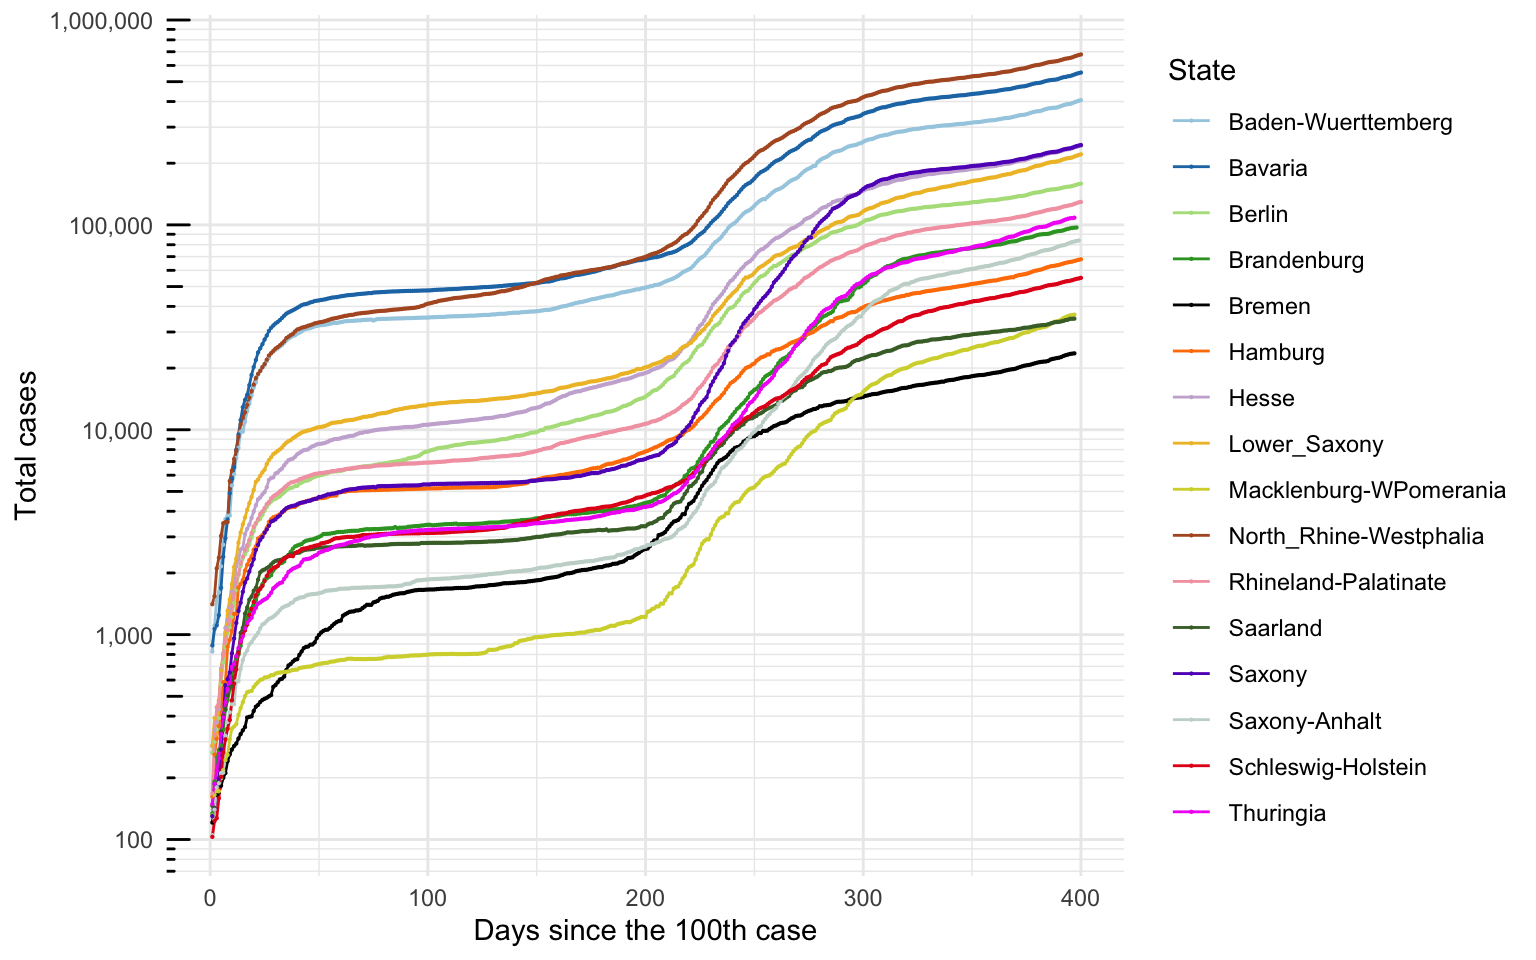 1,000,000
100,000
10,000
1,000
100
Total cases
0
100
200
300
400
Days since the 100th case
State
Baden-Wuerttemberg
Bavaria
Berlin
Brandenburg
Bremen
Hamburg
Hesse
Lower_Saxony
Macklenburg-WPomerania
North_Rhine-Westphalia
Rhineland-Palatinate
Saarland
Saxony
Saxony-Anhalt
Schleswig-Holstein
Thuringia